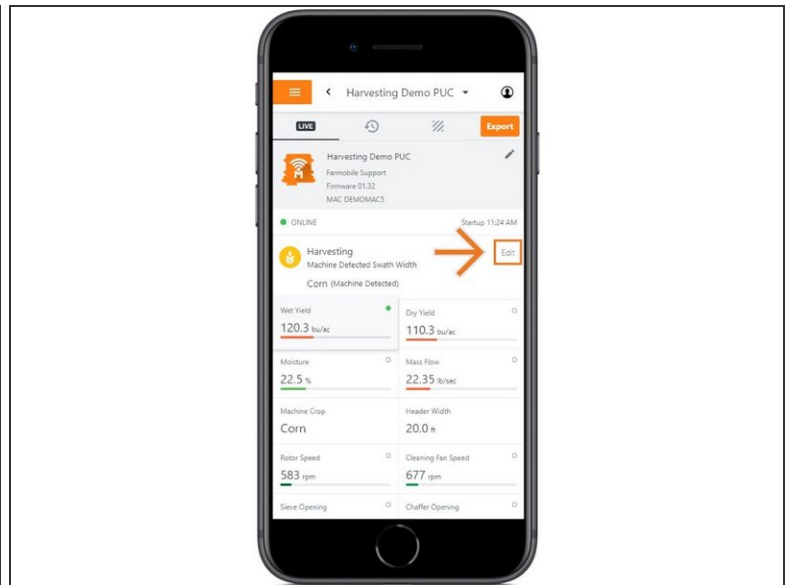 Harvesting Demo PUC
LIVE
Export
Harvesting Demo PUC
Farmobile Support
Firmware 01.32
MAC DEMOMAC5
ONLINE
Startup 11:24 AM
Harvesting
Edit
Machine Detected Swath Width
Corn (Machine Detected)
Wet Yield
120.3 bu/ac
Dry Yield
110.3 bu/ac
Moisture
22.5 %
Mass Flow
22.35 lb/sec
Machine Crop
Corn
Header Width
20.0 ft
Rotor Speed
583 rpm
Cleaning Fan Speed
677 rpm
Sieve Opening
Chaffer Opening